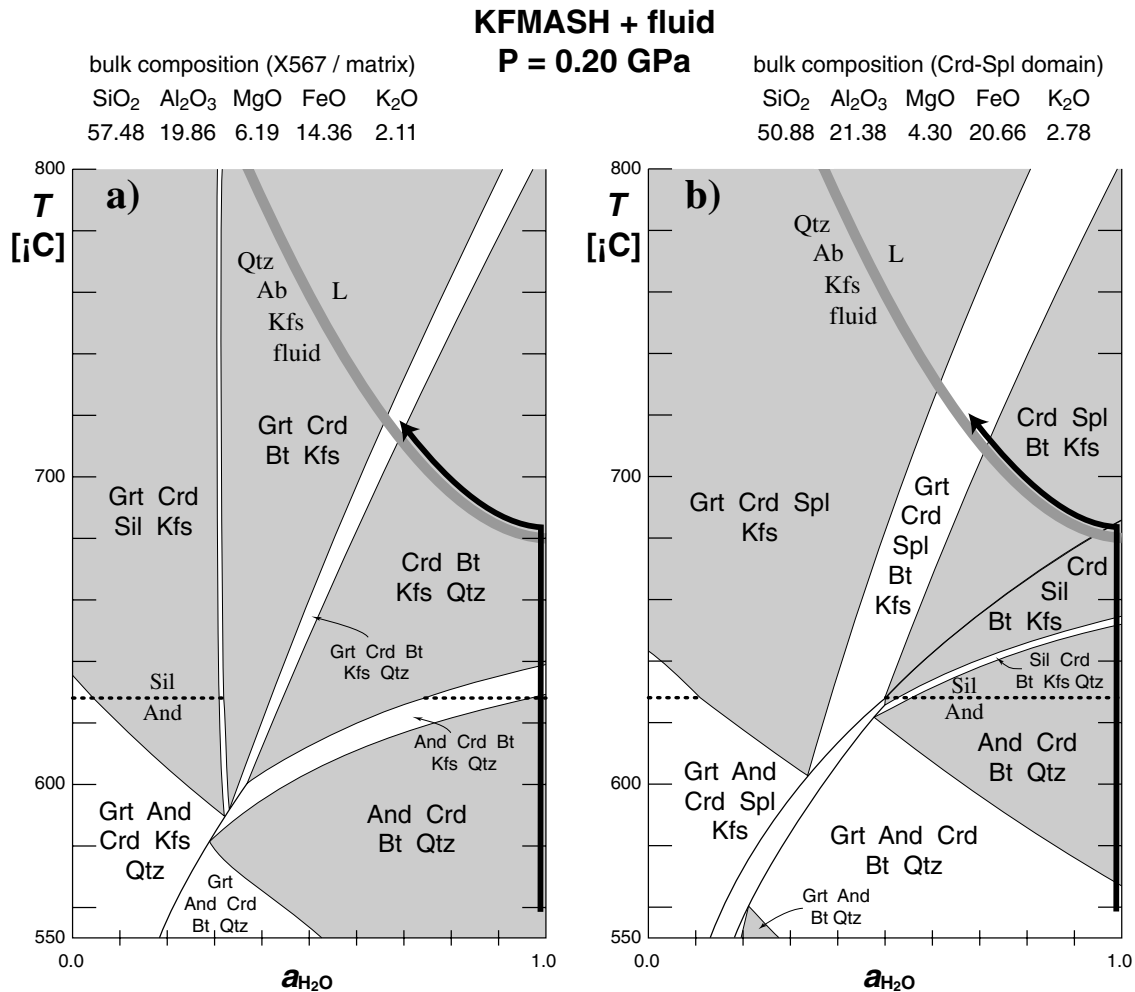 KFMASH + fluid
P = 0.20 GPa
bulk composition (X567 / matrix)
SiO2 Al2O3 MgO FeO K2O
57.48 19.86 6.19 14.36 2.11
bulk composition (Crd-Spl domain)
SiO2 Al2O3 MgO FeO K2O
50.88 21.38 4.30 20.66 2.78
a)
T
[¡C]
800
700
600
550
0.0
1.0
aH2O
Qtz
Ab
Kfs
fluid
L
Grt Crd
Bt Kfs
Grt Crd
Sil Kfs
Crd Bt
Kfs Qtz
Grt Crd Bt
Kfs Qtz
Sil
And
And Crd Bt
Kfs Qtz
Grt And
Crd Kfs
Qtz
And Crd
Bt Qtz
Grt
And Crd
Bt Qtz
b)
T
[¡C]
800
700
600
550
0.0
1.0
aH2O
Qtz
Ab
Kfs
fluid
L
Crd Spl
Bt Kfs
Grt Crd Spl
Kfs
Grt
Crd
Spl
Bt
Kfs
Crd
Sil
Bt Kfs
Sil Crd
Bt Kfs Qtz
Sil
And
And Crd
Bt Qtz
Grt And
Crd Spl
Kfs
Grt And Crd
Bt Qtz
Grt And
Bt Qtz